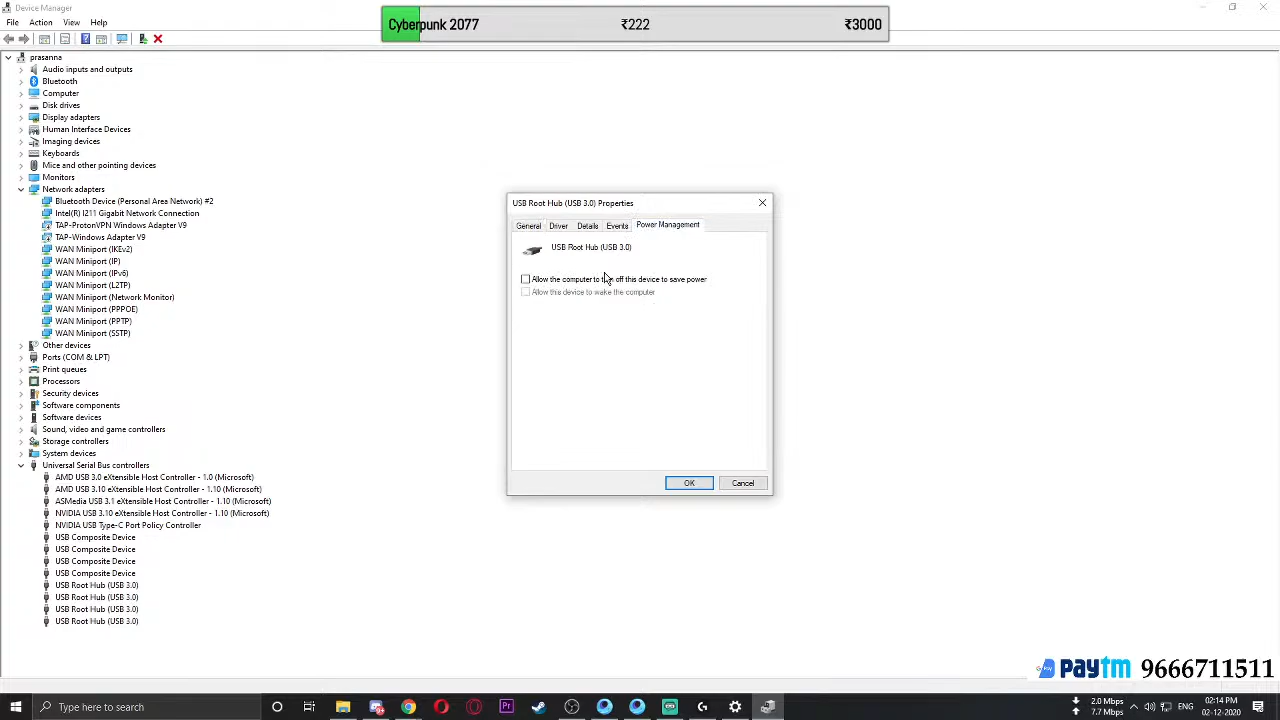 Device Manager
File Action View Help
Cyberpunk 2077 ₹222 ₹3000
prasanna
Audio inputs and outputs
Bluetooth
Computer
Disk drives
Display adapters
Human Interface Devices
Imaging devices
Keyboards
Mice and other pointing devices
Monitors
Network adapters
Bluetooth Device (Personal Area Network) #2
Intel(R) I211 Gigabit Network Connection
TAP-ProtonVPN Windows Adapter V9
TAP-Windows Adapter V9
WAN Miniport (IKEv2)
WAN Miniport (IP)
WAN Miniport (IPv6)
WAN Miniport (L2TP)
WAN Miniport (Network Monitor)
WAN Miniport (PPPOE)
WAN Miniport (PPTP)
WAN Miniport (SSTP)
Other devices
Ports (COM & LPT)
Print queues
Processors
Security devices
Software components
Software devices
Sound, video and game controllers
Storage controllers
System devices
Universal Serial Bus controllers
AMD USB 3.0 eXtensible Host Controller - 1.0 (Microsoft)
AMD USB 3.10 eXtensible Host Controller - 1.10 (Microsoft)
ASMedia USB 3.1 eXtensible Host Controller - 1.10 (Microsoft)
NVIDIA USB 3.10 eXtensible Host Controller - 1.10 (Microsoft)
NVIDIA USB Type-C Port Policy Controller
USB Composite Device
USB Composite Device
USB Composite Device
USB Composite Device
USB Root Hub (USB 3.0)
USB Root Hub (USB 3.0)
USB Root Hub (USB 3.0)
USB Root Hub (USB 3.0)
USB Root Hub (USB 3.0) Properties
General Driver Details Events Power Management
USB Root Hub (USB 3.0)
Allow the computer to off this device to save power
Allow this device to wake the computer
OK Cancel
paytm 9666711511
Type here to search
2.0 Mbps
7.7 Mbps
02:14 PM
02-12-2020